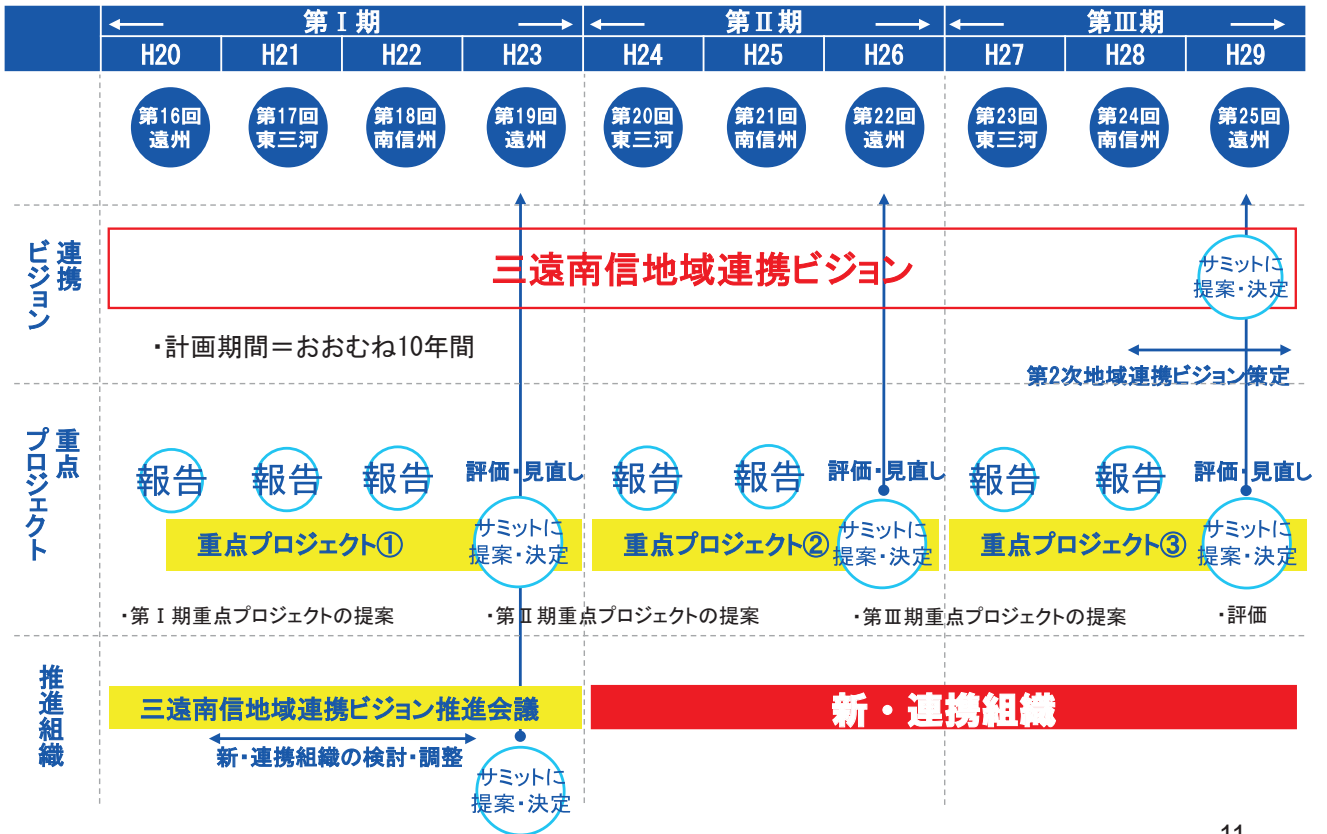 第Ⅰ期 第Ⅱ期 第Ⅲ期
H20 H21 H22 H23 H24 H25 H26 H27 H28 H29
第16回 第17回 第18回 第19回 第20回 第21回 第22回 第23回 第24回 第25回
遠州 東三河 南信州 遠州 東三河 南信州 遠州 東三河 南信州 遠州
連携
ビジョン
三遠南信地域連携ビジョン
サミットに
提案・決定
・計画期間=おおむね10年間
第2次地域連携ビジョン策定
重点
プロジェクト
報告 報告 報告 評価・見直し 報告 報告 評価・見直し 報告 報告 評価・見直し
重点プロジェクト① サミットに 重点プロジェクト② サミットに 重点プロジェクト③ サミットに
提案・決定 提案・決定 提案・決定
・第Ⅰ期重点プロジェクトの提案 ・第Ⅱ期重点プロジェクトの提案 ・第Ⅲ期重点プロジェクトの提案 ・評価
推進組織
三遠南信地域連携ビジョン推進会議 新・連携組織
新・連携組織の検討・調整
サミットに
提案・決定
11